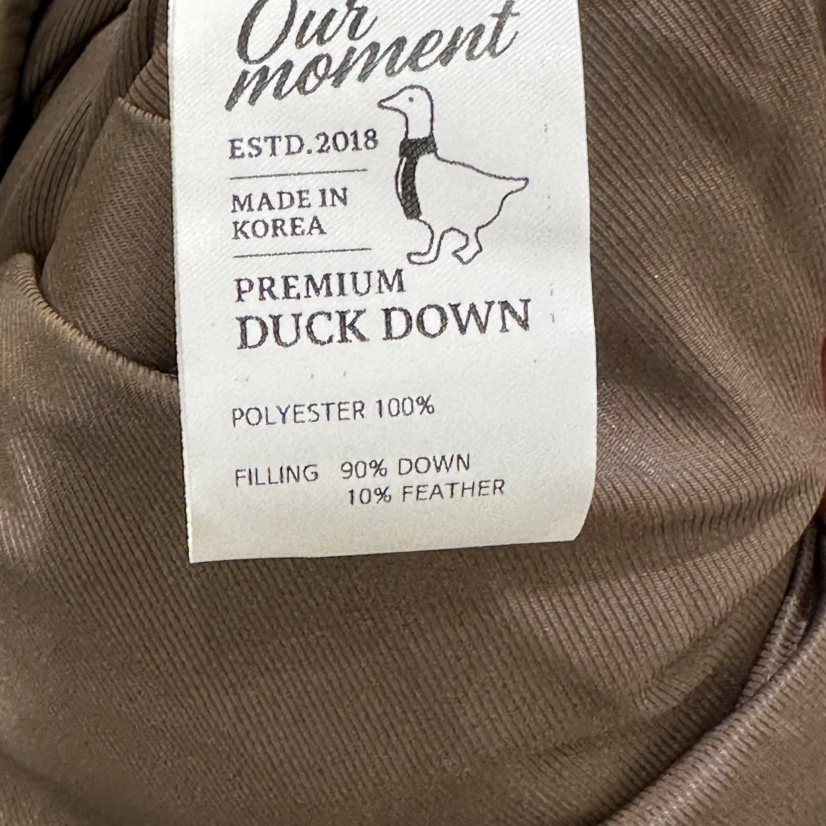 Our
moment
ESTD.2018
MADE IN
KOREA
PREMIUM
DUCK DOWN
POLYESTER 100%
FILLING 90% DOWN
10% FEATHER